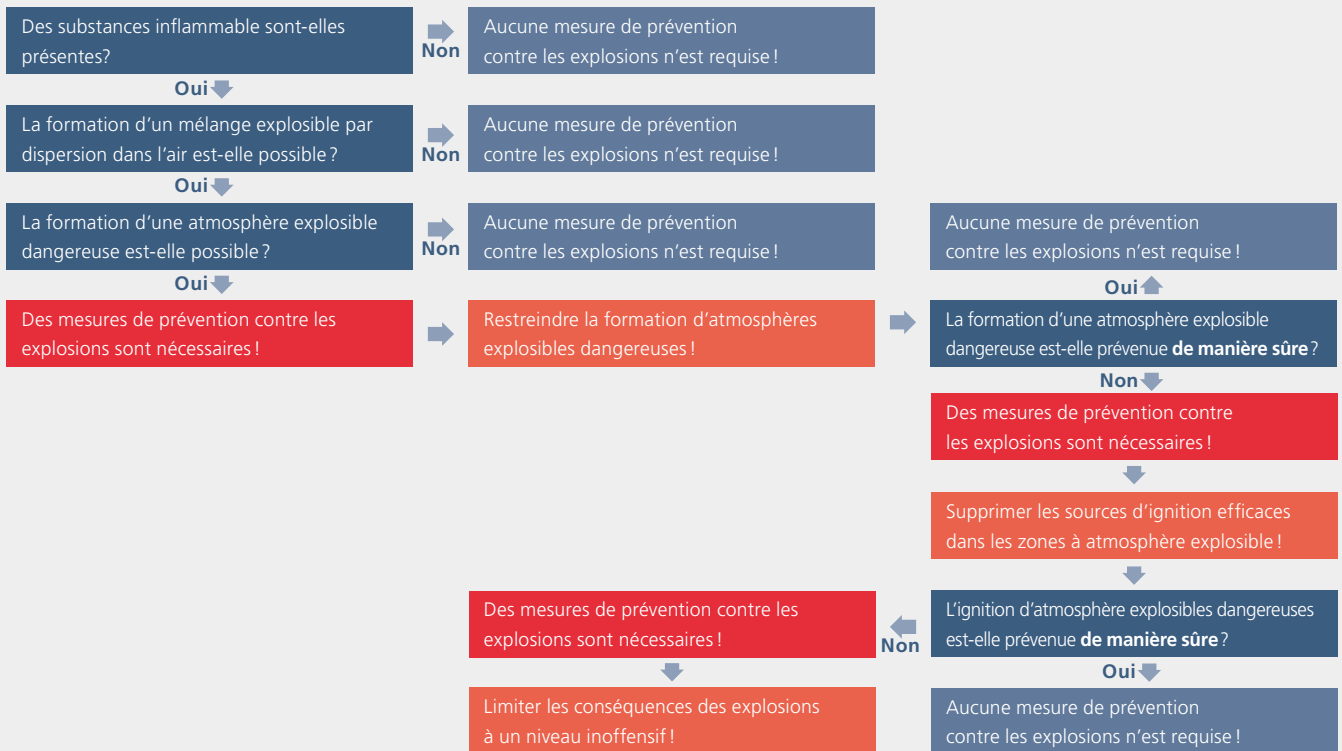 Des substances inflammable sont-elles
présentes?
Non
Aucune mesure de prévention
contre les explosions n’est requise !
Oui
La formation d’un mélange explosible par
dispersion dans l’air est-elle possible ?
Non
Aucune mesure de prévention
contre les explosions n’est requise !
Oui
La formation d’une atmosphère explosible
dangereuse est-elle possible ?
Non
Aucune mesure de prévention
contre les explosions n’est requise !
Oui
Des mesures de prévention contre les
explosions sont nécessaires !
Restreindre la formation d’atmosphères
explosibles dangereuses !
Aucune mesure de prévention
contre les explosions n’est requise !
Oui
La formation d’une atmosphère explosible
dangereuse est-elle prévenue de manière sûre ?
Non
Des mesures de prévention contre
les explosions sont nécessaires !
Supprimer les sources d’ignition efficaces
dans les zones à atmosphère explosible !
L’ignition d’atmosphère explosibles dangereuses
est-elle prévenue de manière sûre ?
Non
Des mesures de prévention contre les
explosions sont nécessaires !
Limiter les conséquences des explosions
à un niveau inoffensif !
Oui
Aucune mesure de prévention
contre les explosions n’est requise !